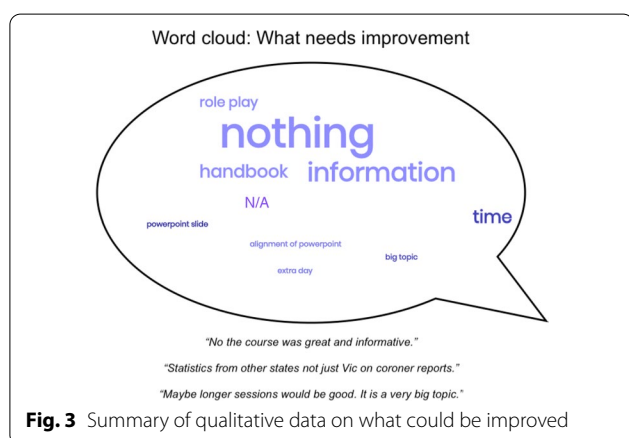 Word cloud: What needs improvement
role play
nothing
handbook information
N/A
time
powerpoint slide
alignment of powerpoint
big topic
extra day
“No the course was great and informative.”
“Statistics from other states not just Vic on coroner reports.”
“Maybe longer sessions would be good. It is a very big topic.”
Fig. 3 Summary of qualitative data on what could be improved